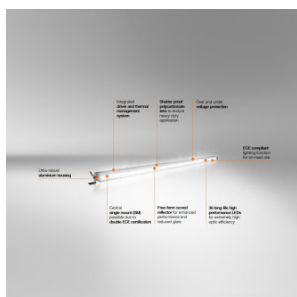 Integrated
driver and thermal
management
system
Shatter proof
polycarbonate
lens to endure
heavy-duty
application
Over and under
voltage protection
ECE compliant
lighting function
for on-road use
Ultra robust
aluminium housing
Central
single mount (SM)
possible due to
double ECE certification
Free-form curved
reflector for enhanced
performance and
reduced glare
36 long-life high
performance LEDs
for extremely high
optic efficiency